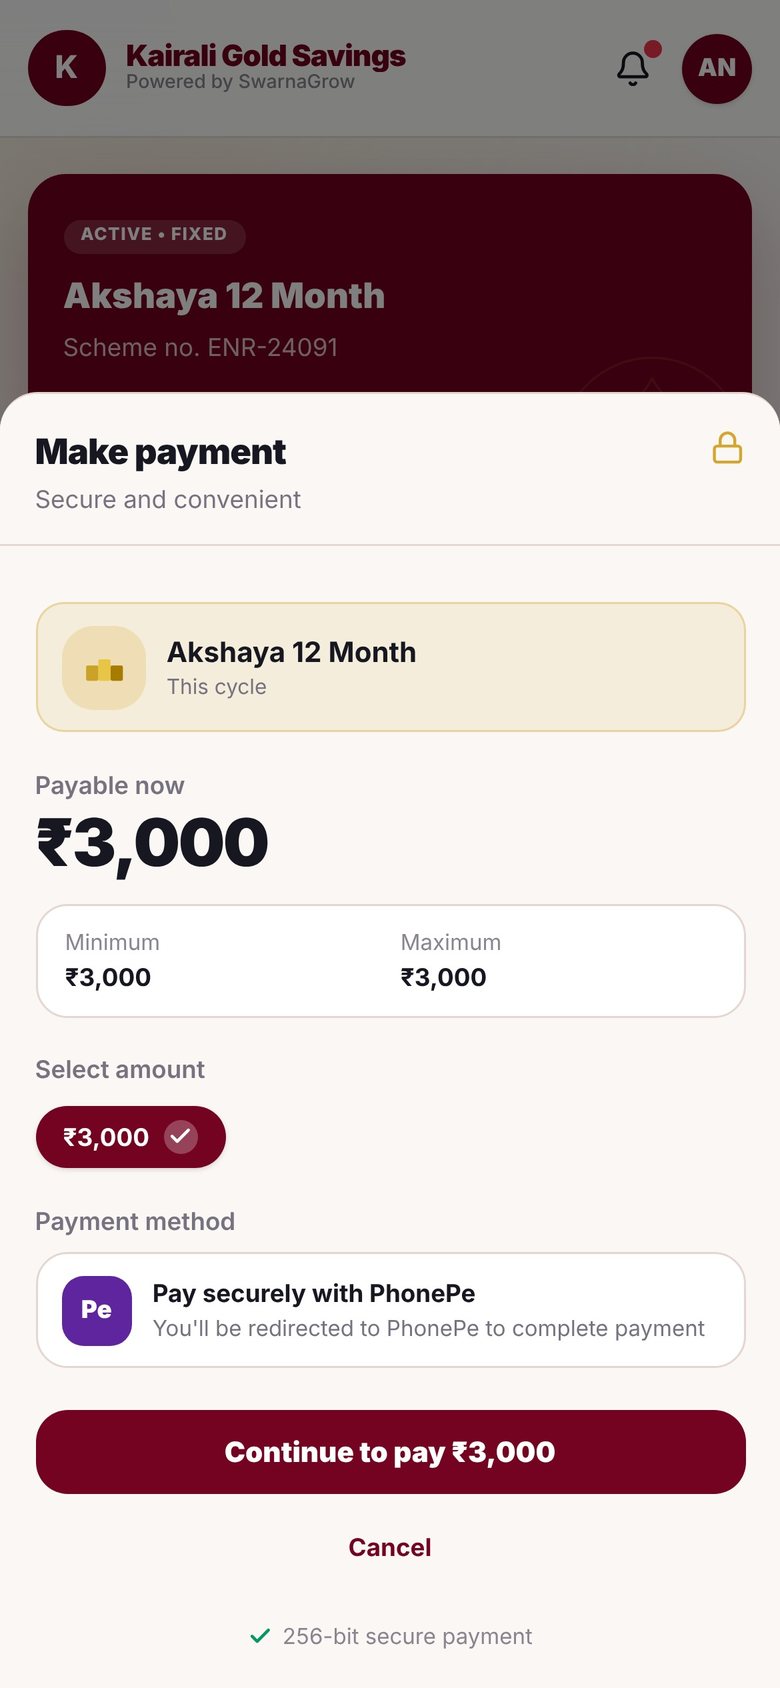 K
Kairali Gold Savings
Powered by SwarnaGrow
AN
ACTIVE • FIXED
Akshaya 12 Month
Scheme no. ENR-24091
Make payment
Secure and convenient
Akshaya 12 Month
This cycle
Payable now
₹3,000
Minimum
₹3,000
Maximum
₹3,000
Select amount
₹3,000
Payment method
Pe
Pay securely with PhonePe
You'll be redirected to PhonePe to complete payment
Continue to pay ₹3,000
Cancel
256-bit secure payment